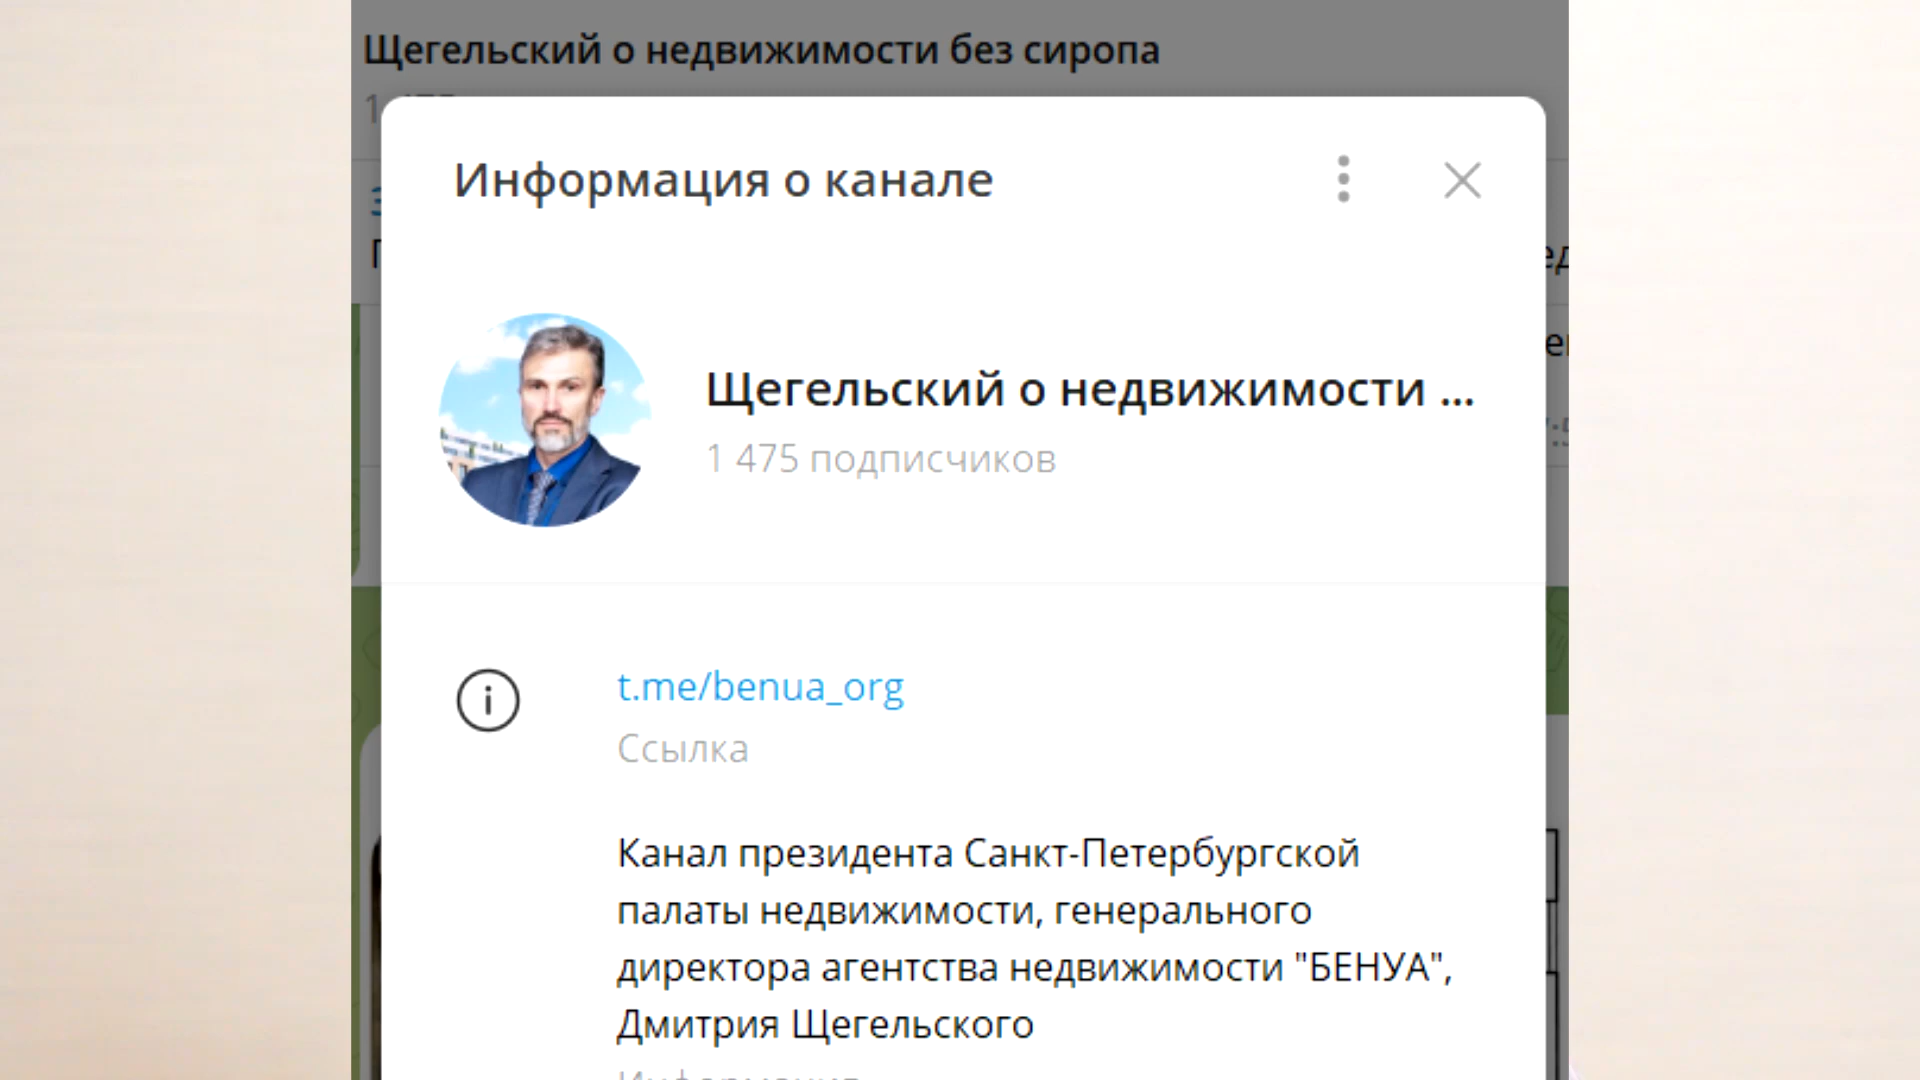 Щегельский о недвижимости без сиропа
Информация о канале
Щегельский о недвижимости ...
1 475 подписчиков
t.me/benua_org
Ссылка
Канал президента Санкт-Петербургской
палаты недвижимости, генерального
директора агентства недвижимости "БЕНУА",
Дмитрия Щегельского